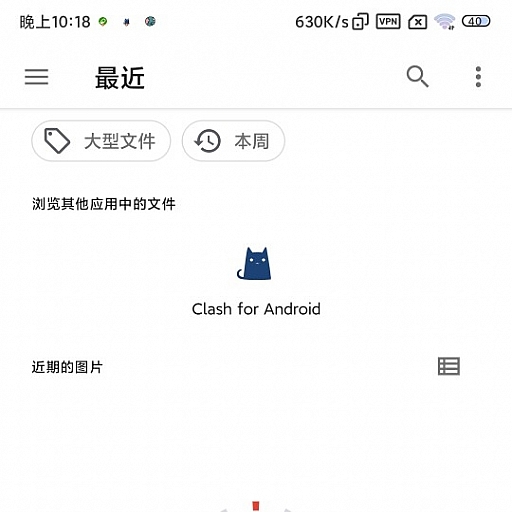 晚上10:18 630K/s VPN 40
最近
大型文件 本周
浏览其他应用中的文件
Clash for Android
近期的图片